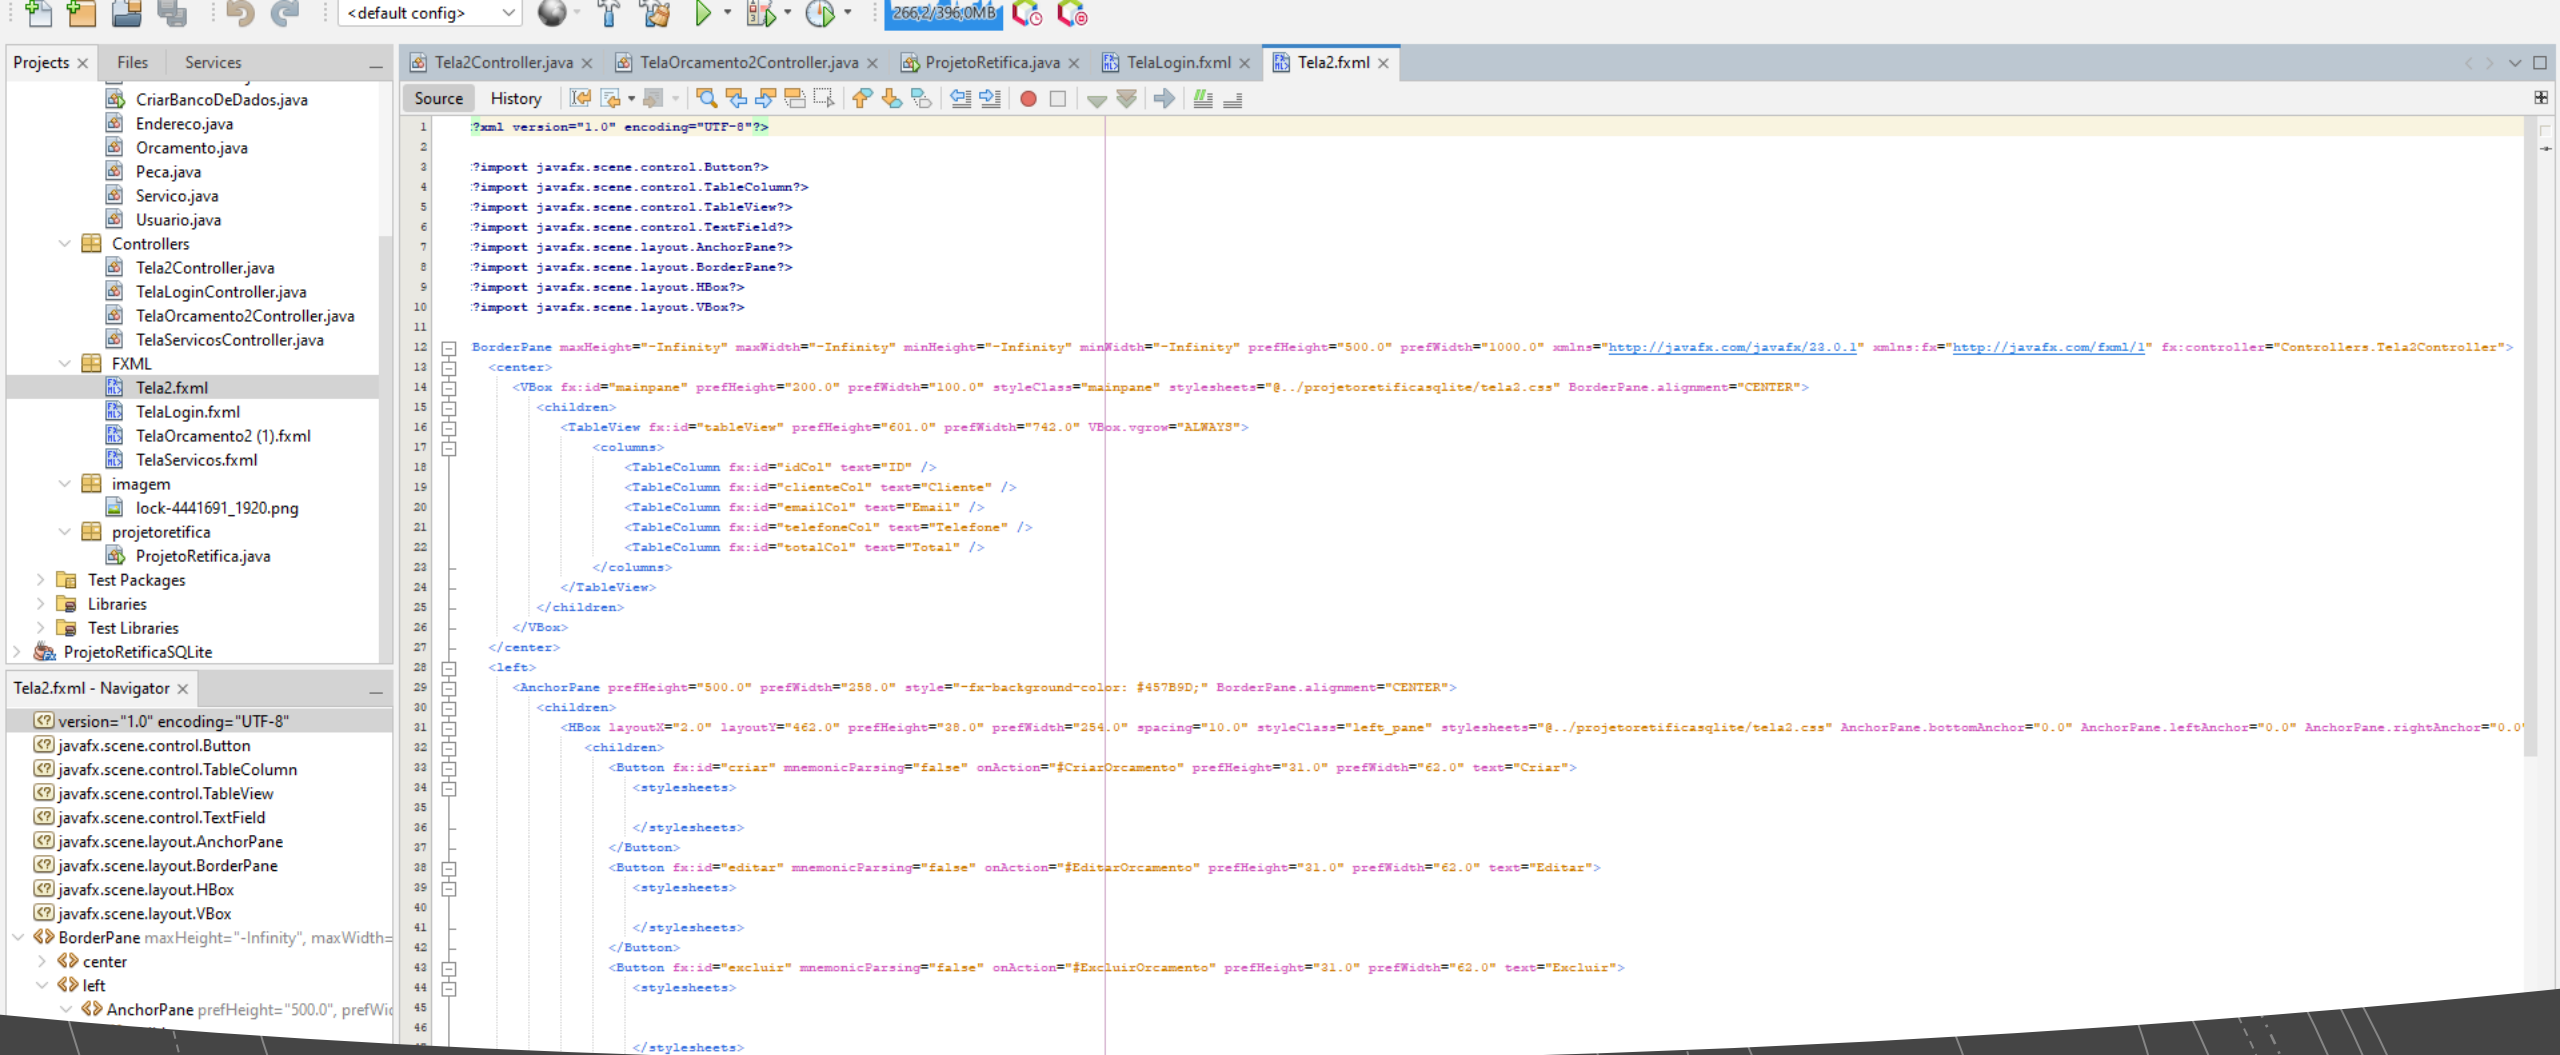 <default config>
266,2/396,0MB
Projects
Files
Services
CriarBancoDeDados.java
Endereco.java
Orcamento.java
Peca.java
Servico.java
Usuario.java
Controllers
Tela2Controller.java
TelaLoginController.java
TelaOrcamento2Controller.java
TelaServicosController.java
FXML
Tela2.fxml
TelaLogin.fxml
TelaOrcamento2 (1).fxml
TelaServicos.fxml
imagem
lock-4441691_1920.png
projetoretifica
ProjetoRetifica.java
Test Packages
Libraries
Test Libraries
ProjetoRetificaSQLite
Tela2.fxml - Navigator
version="1.0" encoding="UTF-8"
javafx.scene.control.Button
javafx.scene.control.TableColumn
javafx.scene.control.TableView
javafx.scene.control.TextField
javafx.scene.layout.AnchorPane
javafx.scene.layout.BorderPane
javafx.scene.layout.HBox
javafx.scene.layout.VBox
BorderPane maxHeight="-Infinity", maxWidth=
center
left
AnchorPane prefHeight="500.0", prefWi
Tela2Controller.java
TelaOrcamento2Controller.java
ProjetoRetifica.java
TelaLogin.fxml
Tela2.fxml
Source
History
1 ?xml version="1.0" encoding="UTF-8"?>
2
3 ?import javafx.scene.control.Button?>
4 ?import javafx.scene.control.TableColumn?>
5 ?import javafx.scene.control.TableView?>
6 ?import javafx.scene.control.TextField?>
7 ?import javafx.scene.layout.AnchorPane?>
8 ?import javafx.scene.layout.BorderPane?>
9 ?import javafx.scene.layout.HBox?>
10 ?import javafx.scene.layout.VBox?>
11
12 BorderPane maxHeight="-Infinity" maxWidth="-Infinity" minHeight="-Infinity" minWidth="-Infinity" prefHeight="500.0" prefWidth="1000.0" xmlns="http://javafx.com/javafx/23.0.1" xmlns:fx="http://javafx.com/fxml/1" fx:controller="Controllers.Tela2Controller">
13 <center>
14 <VBox fx:id="mainpane" prefHeight="200.0" prefWidth="100.0" styleClass="mainpane" stylesheets="@../projetoretificasqlite/tela2.css" BorderPane.alignment="CENTER">
15 <children>
16 <TableView fx:id="tableView" prefHeight="601.0" prefWidth="742.0" VBox.vgrow="ALWAYS">
17 <columns>
18 <TableColumn fx:id="idCol" text="ID" />
19 <TableColumn fx:id="clienteCol" text="Cliente" />
20 <TableColumn fx:id="emailCol" text="Email" />
21 <TableColumn fx:id="telefoneCol" text="Telefone" />
22 <TableColumn fx:id="totalCol" text="Total" />
23 </columns>
24 </TableView>
25 </children>
26 </VBox>
27 </center>
28 <left>
29 <AnchorPane prefHeight="500.0" prefWidth="258.0" style="-fx-background-color: #457B9D;" BorderPane.alignment="CENTER">
30 <children>
31 <HBox layoutX="2.0" layoutY="462.0" prefHeight="38.0" prefWidth="254.0" spacing="10.0" styleClass="left_pane" stylesheets="@../projetoretificasqlite/tela2.css" AnchorPane.bottomAnchor="0.0" AnchorPane.leftAnchor="0.0" AnchorPane.rightAnchor="0.0"
32 <children>
33 <Button fx:id="criar" mnemonicParsing="false" onAction="#CriarOrcamento" prefHeight="31.0" prefWidth="62.0" text="Criar">
34 <stylesheets>
35
36 </stylesheets>
37 </Button>
38 <Button fx:id="editar" mnemonicParsing="false" onAction="#EditarOrcamento" prefHeight="31.0" prefWidth="62.0" text="Editar">
39 <stylesheets>
40
41 </stylesheets>
42 </Button>
43 <Button fx:id="excluir" mnemonicParsing="false" onAction="#ExcluirOrcamento" prefHeight="31.0" prefWidth="62.0" text="Excluir">
44 <stylesheets>
45
46
</stylesheets>